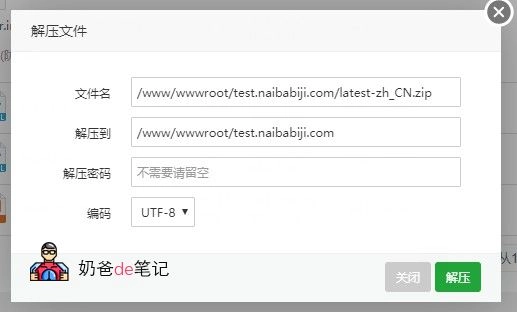 解压文件
文件名 /www/wwwroot/test.naibabiji.com/latest-zh_CN.zip
解压到 /www/wwwroot/test.naibabiji.com
解压密码 不需要请留空
编码 UTF-8
奶爸de笔记
关闭 解压
从1